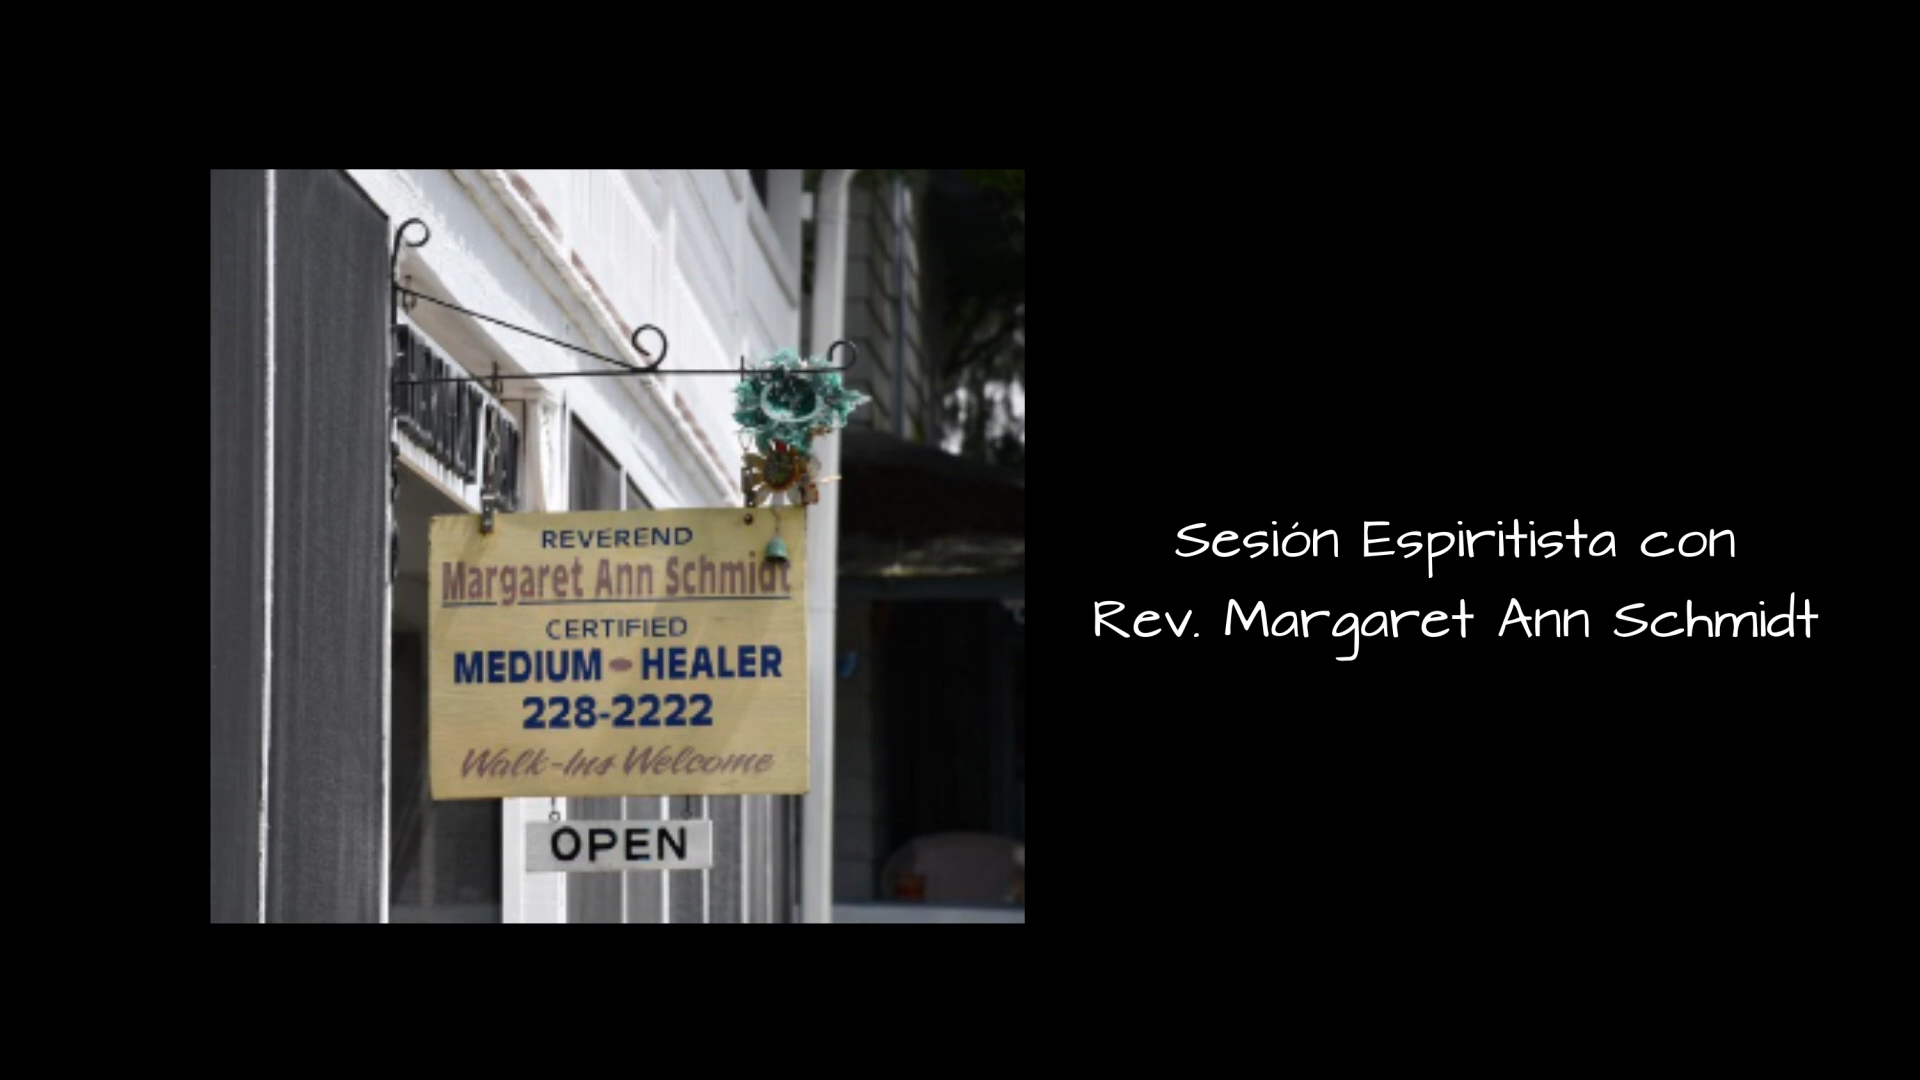 REVEREND
Margaret Ann Schmidt
CERTIFIED
MEDIUM - HEALER
228-2222
Walk-Ins Welcome
OPEN
Sesión Espiritista con
Rev. Margaret Ann Schmidt